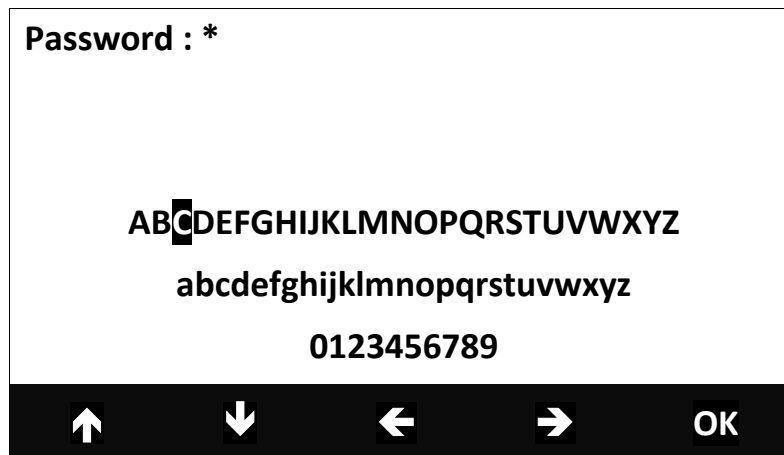 Password : *
ABCDEFGHIJKLMNOPQRSTUVWXYZ
abcdefghijklmnopqrstuvwxyz
0123456789
↑ ↓ ← → OK